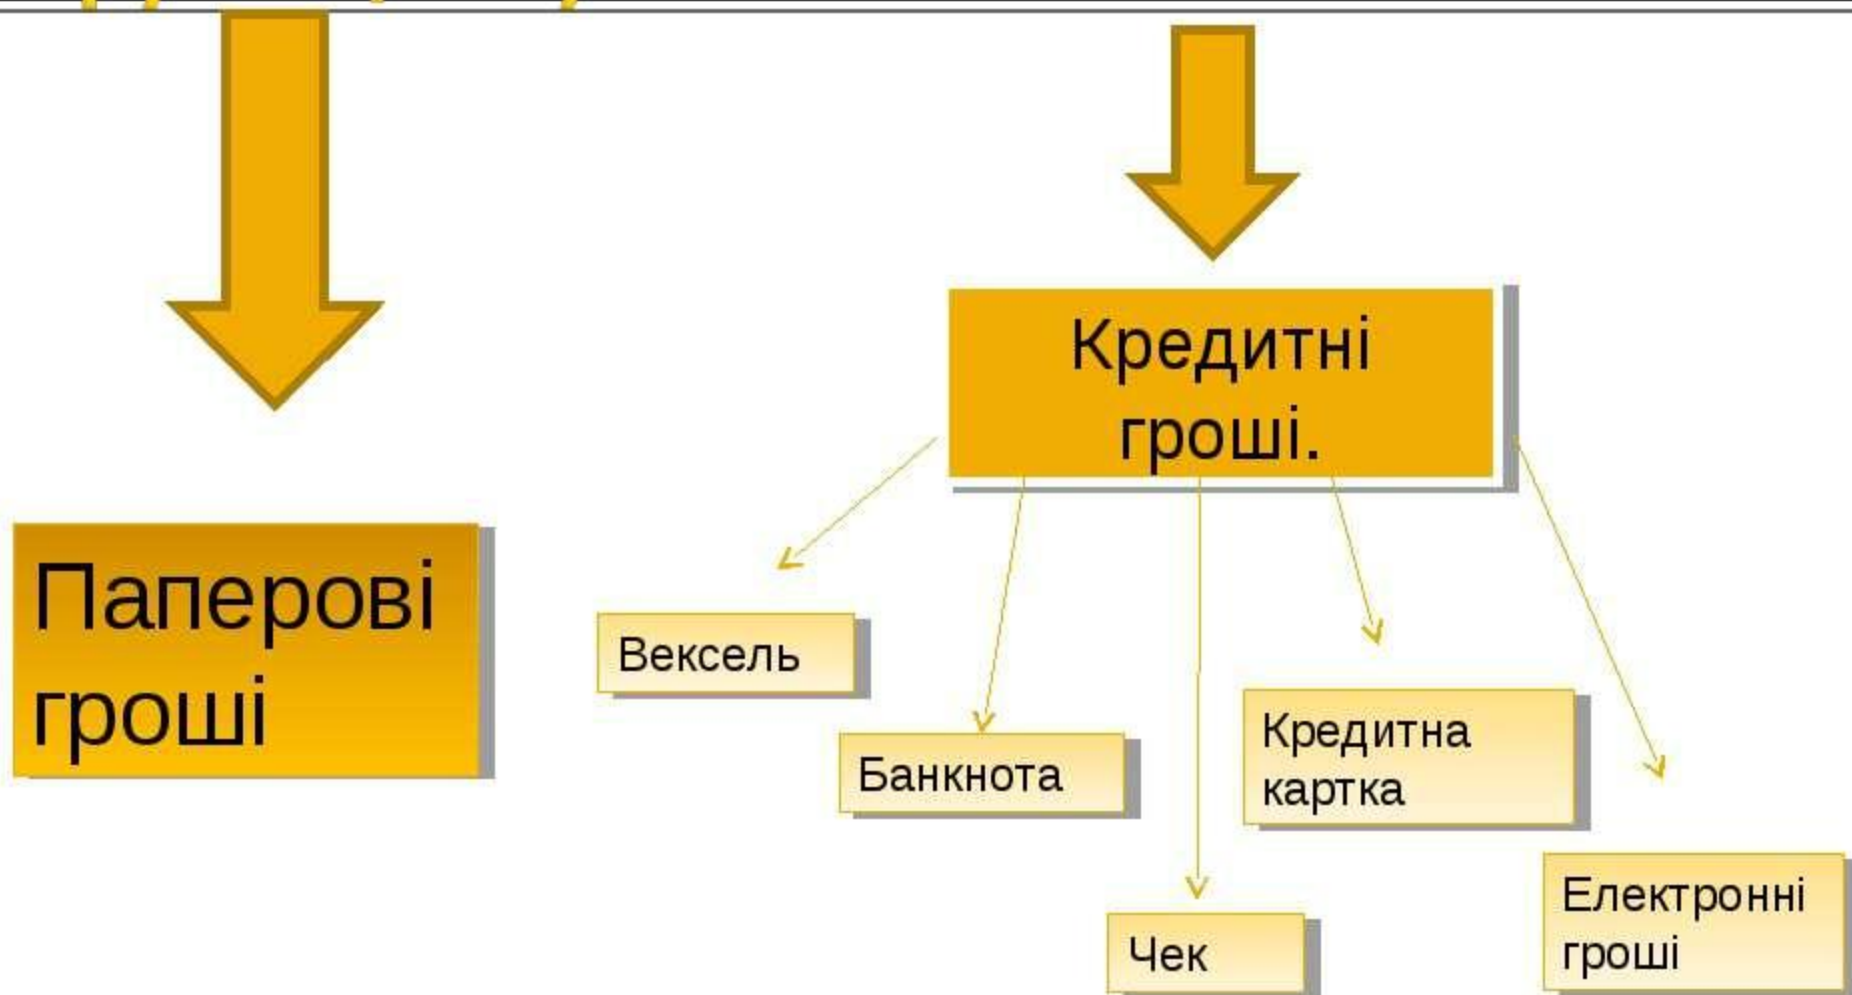 Кредитні
гроші.
Паперові
гроші
Вексель
Банкнота
Кредитна
картка
Чек
Електронні
гроші